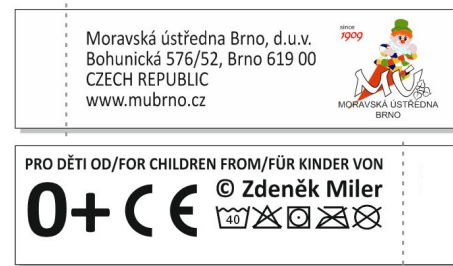 Moravská ústředna Brno, d.u.v.
Bohunická 576/52, Brno 619 00
CZECH REPUBLIC
www.mubrno.cz
since
1909
MU
MORAVSKÁ ÚSTŘEDNA
BRNO
PRO DĚTI OD/FOR CHILDREN FROM/FÜR KINDER VON
0+ CE
© Zdeněk Miler
40